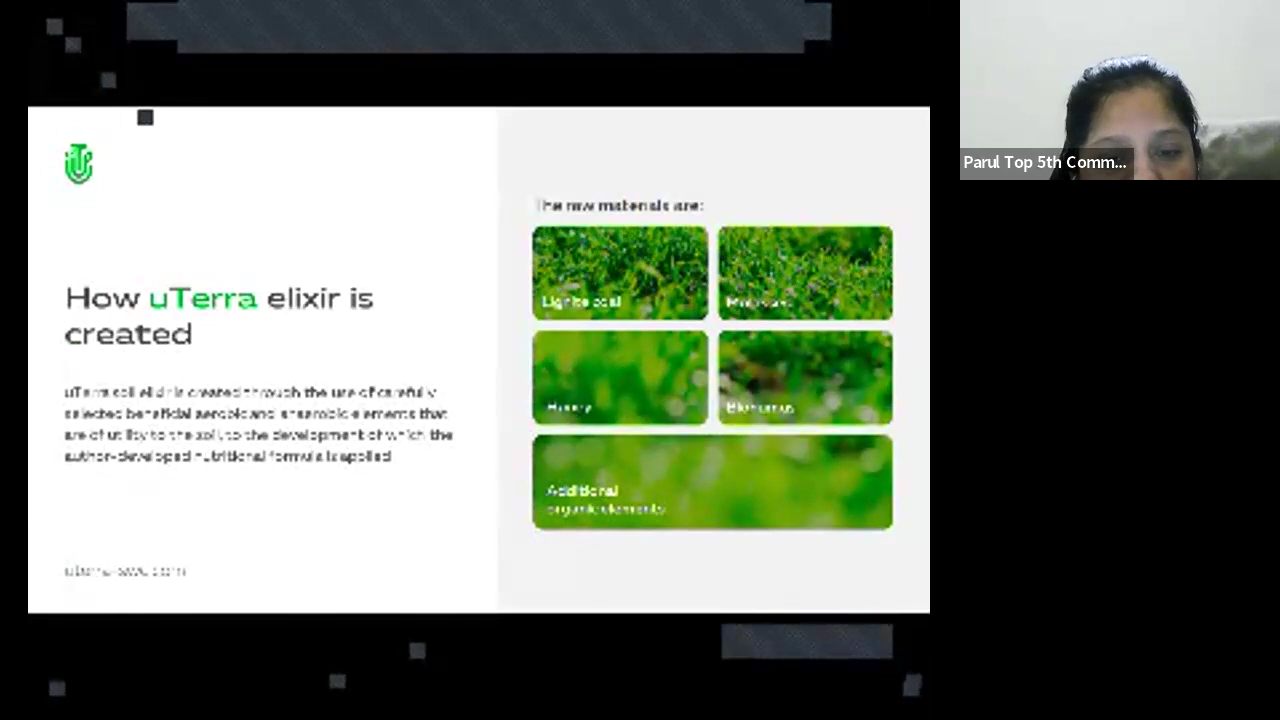 How uTerra elixir is
created
uTerra soil elixir is created through the use of carefully
selected beneficial aerobic and anaerobic elements that
are of utility to the soil, to the development of which the
author-developed nutritional formula is applied
The raw materials are:
Lignite coal
Biohumus
Additional
organic elements
Parul Top 5th Comm...